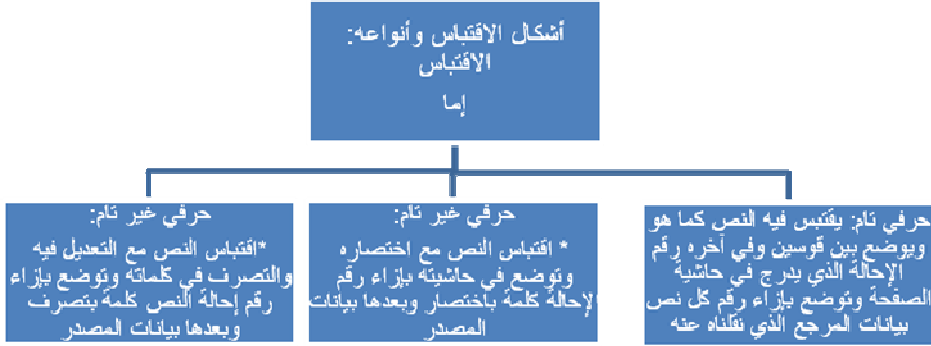 أشكال الاقتباس وأنواعه:
الاقتباس
إما
حرفي تام: يقتبس فيه النص كما هو
ويوضع بين قوسين وفي آخره رقم
الإحالة الذي يدرج في حاشية
الصفحة وتوضع بإزاء رقم كل نص
بيانات المرجع الذي نقلناه عنه
حرفي غير تام:
* اقتباس النص مع اختصاره
وتوضع في حاشيته بإزاء رقم
الإحالة كلمة باختصار وبعدها بيانات
المصدر
حرفي غير تام:
*اقتباس النص مع التعديل فيه
والتصرف في كلماته وتوضع بإزاء
رقم إحالة النص كلمة بتصرف
وبعدها بيانات المصدر